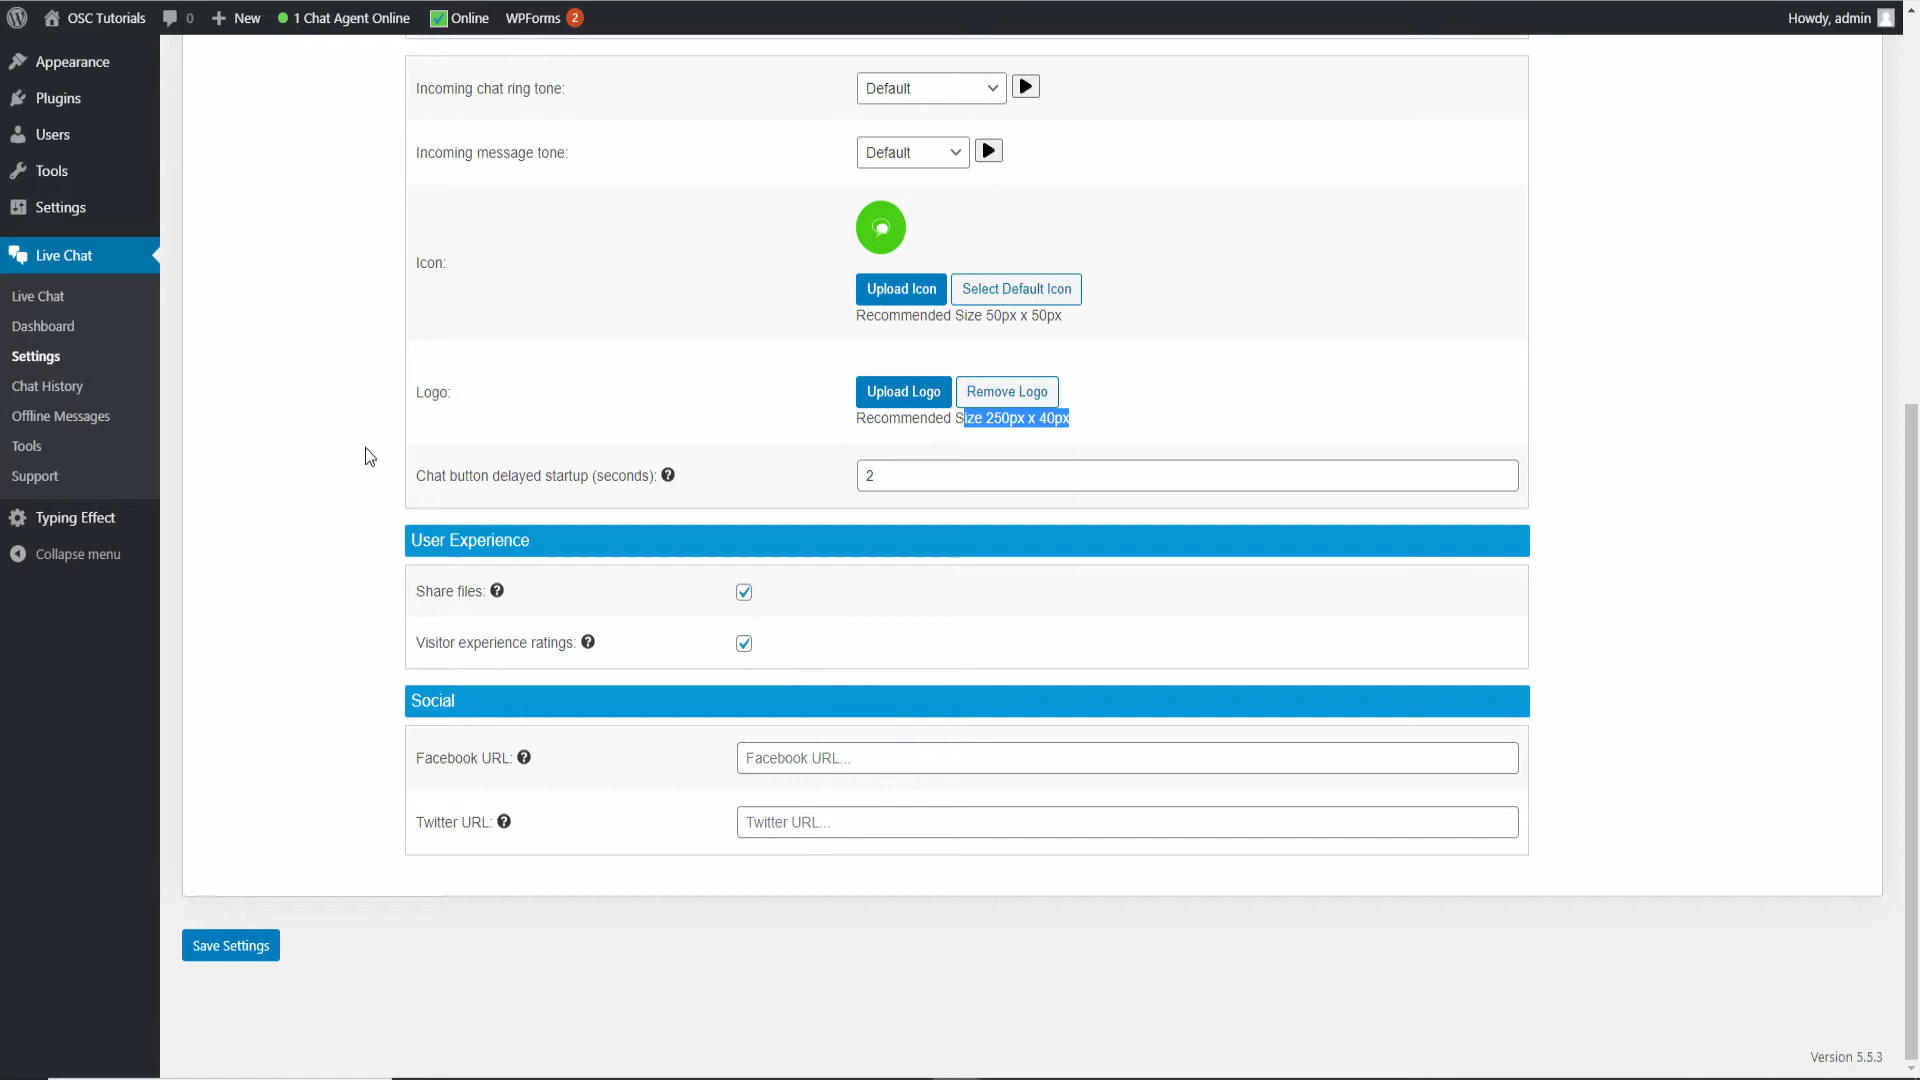 OSC Tutorials 0 New 1 Chat Agent Online Online WPForms 2 Howdy, admin
Appearance
Plugins
Users
Tools
Settings
Live Chat
Live Chat
Dashboard
Settings
Chat History
Offline Messages
Tools
Support
Typing Effect
Collapse menu
Incoming chat ring tone: Default
Incoming message tone: Default
Icon:
Upload Icon Select Default Icon
Recommended Size 50px x 50px
Logo: Upload Logo Remove Logo
Recommended Size 250px x 40px
Chat button delayed startup (seconds): ? 2
User Experience
Share files: ?
Visitor experience ratings: ?
Social
Facebook URL: ? Facebook URL...
Twitter URL: ? Twitter URL...
Save Settings
Version 5.5.3